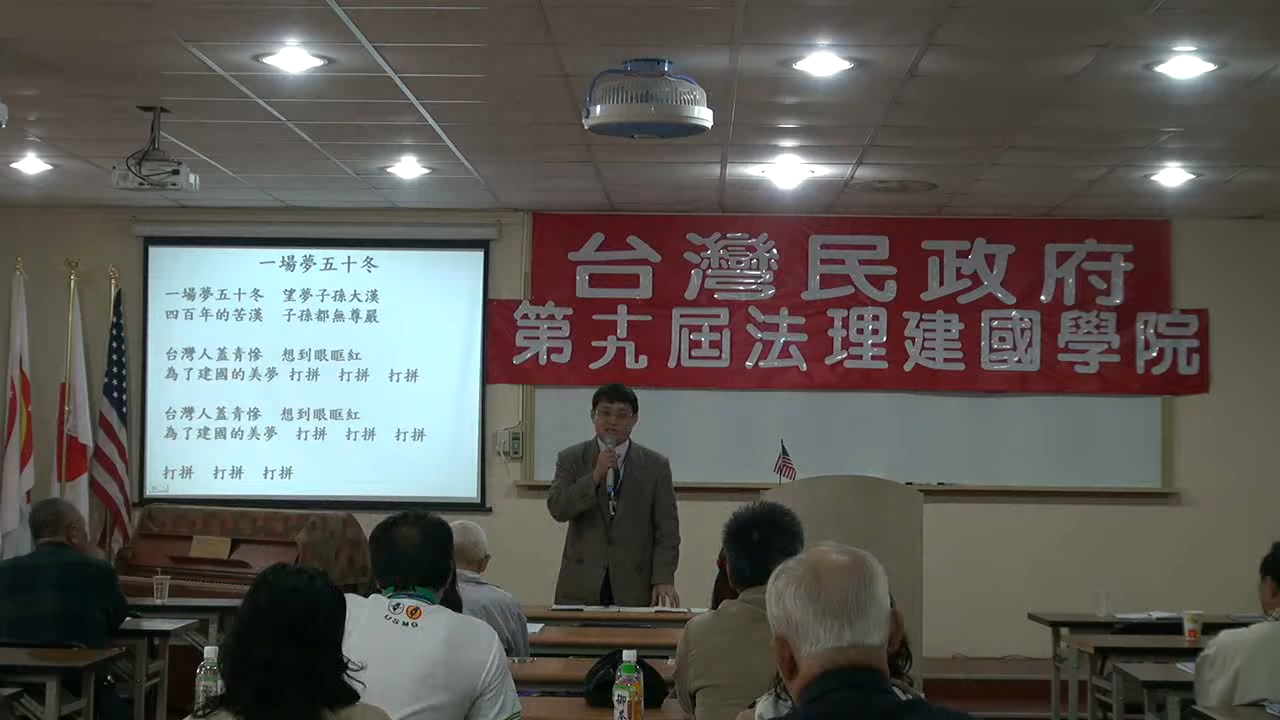 一場夢五十冬
一場夢五十冬 望夢子孫大漢
四百年的苦漢 子孫都無尊嚴
台灣人蓋青慘 想到眼眶紅
為了建國的美夢 打拼 打拼 打拼
台灣人蓋青慘 想到眼眶紅
為了建國的美夢 打拼 打拼 打拼
打拼 打拼 打拼
台灣民政府
第十九屆法理建國學院
USMG